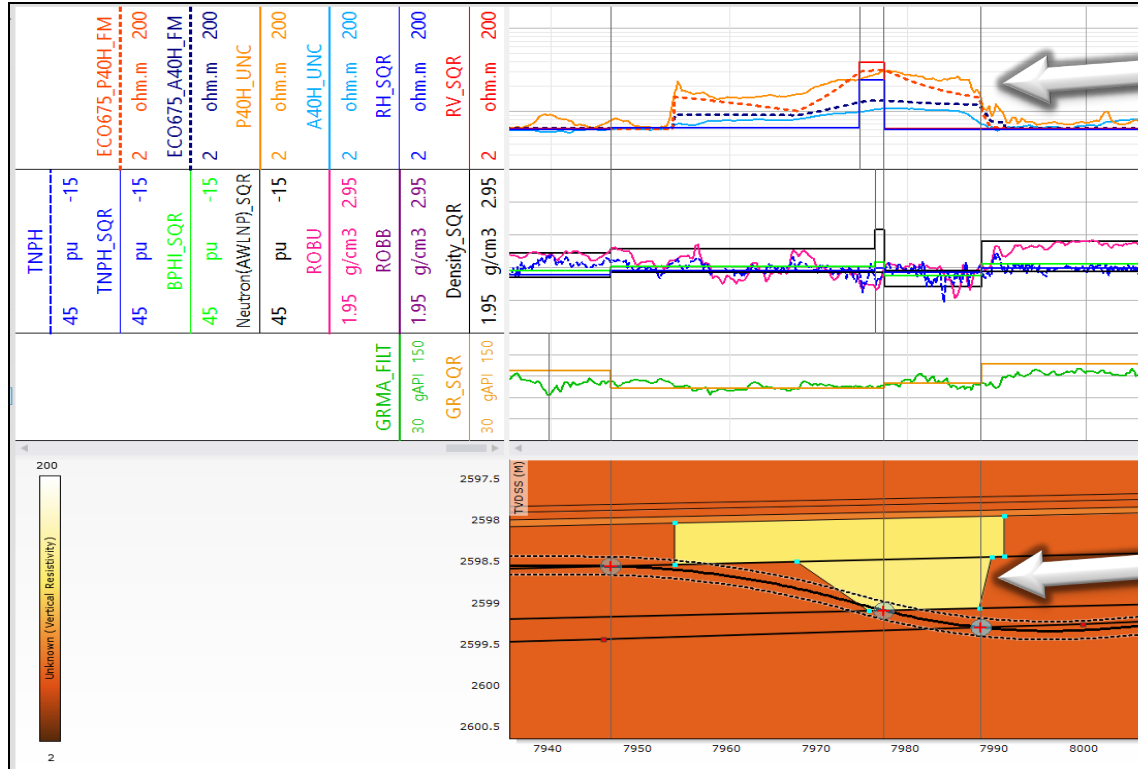 ECO675_P40H_FM
2 ohm.m 200
ECO675_A40H_FM
2 ohm.m 200
P40H_UNC
2 ohm.m 200
A40H_UNC
2 ohm.m 200
RH_SQR
2 ohm.m 200
RV_SQR
2 ohm.m 200
TNPH
45 pu -15
TNPH_SQR
45 pu -15
BPHI_SQR
45 pu -15
Neutron(AWLNP)_SQR
45 pu -15
ROBU
1.95 g/cm3 2.95
ROBB
1.95 g/cm3 2.95
Density_SQR
1.95 g/cm3 2.95
GRMA_FILT
30 gAPI 150
GR_SQR
30 gAPI 150
200
Unknown (Vertical Resistivity)
2
TVDSS (M)
2597.5
2598
2598.5
2599
2599.5
2600
2600.5
7940 7950 7960 7970 7980 7990 8000